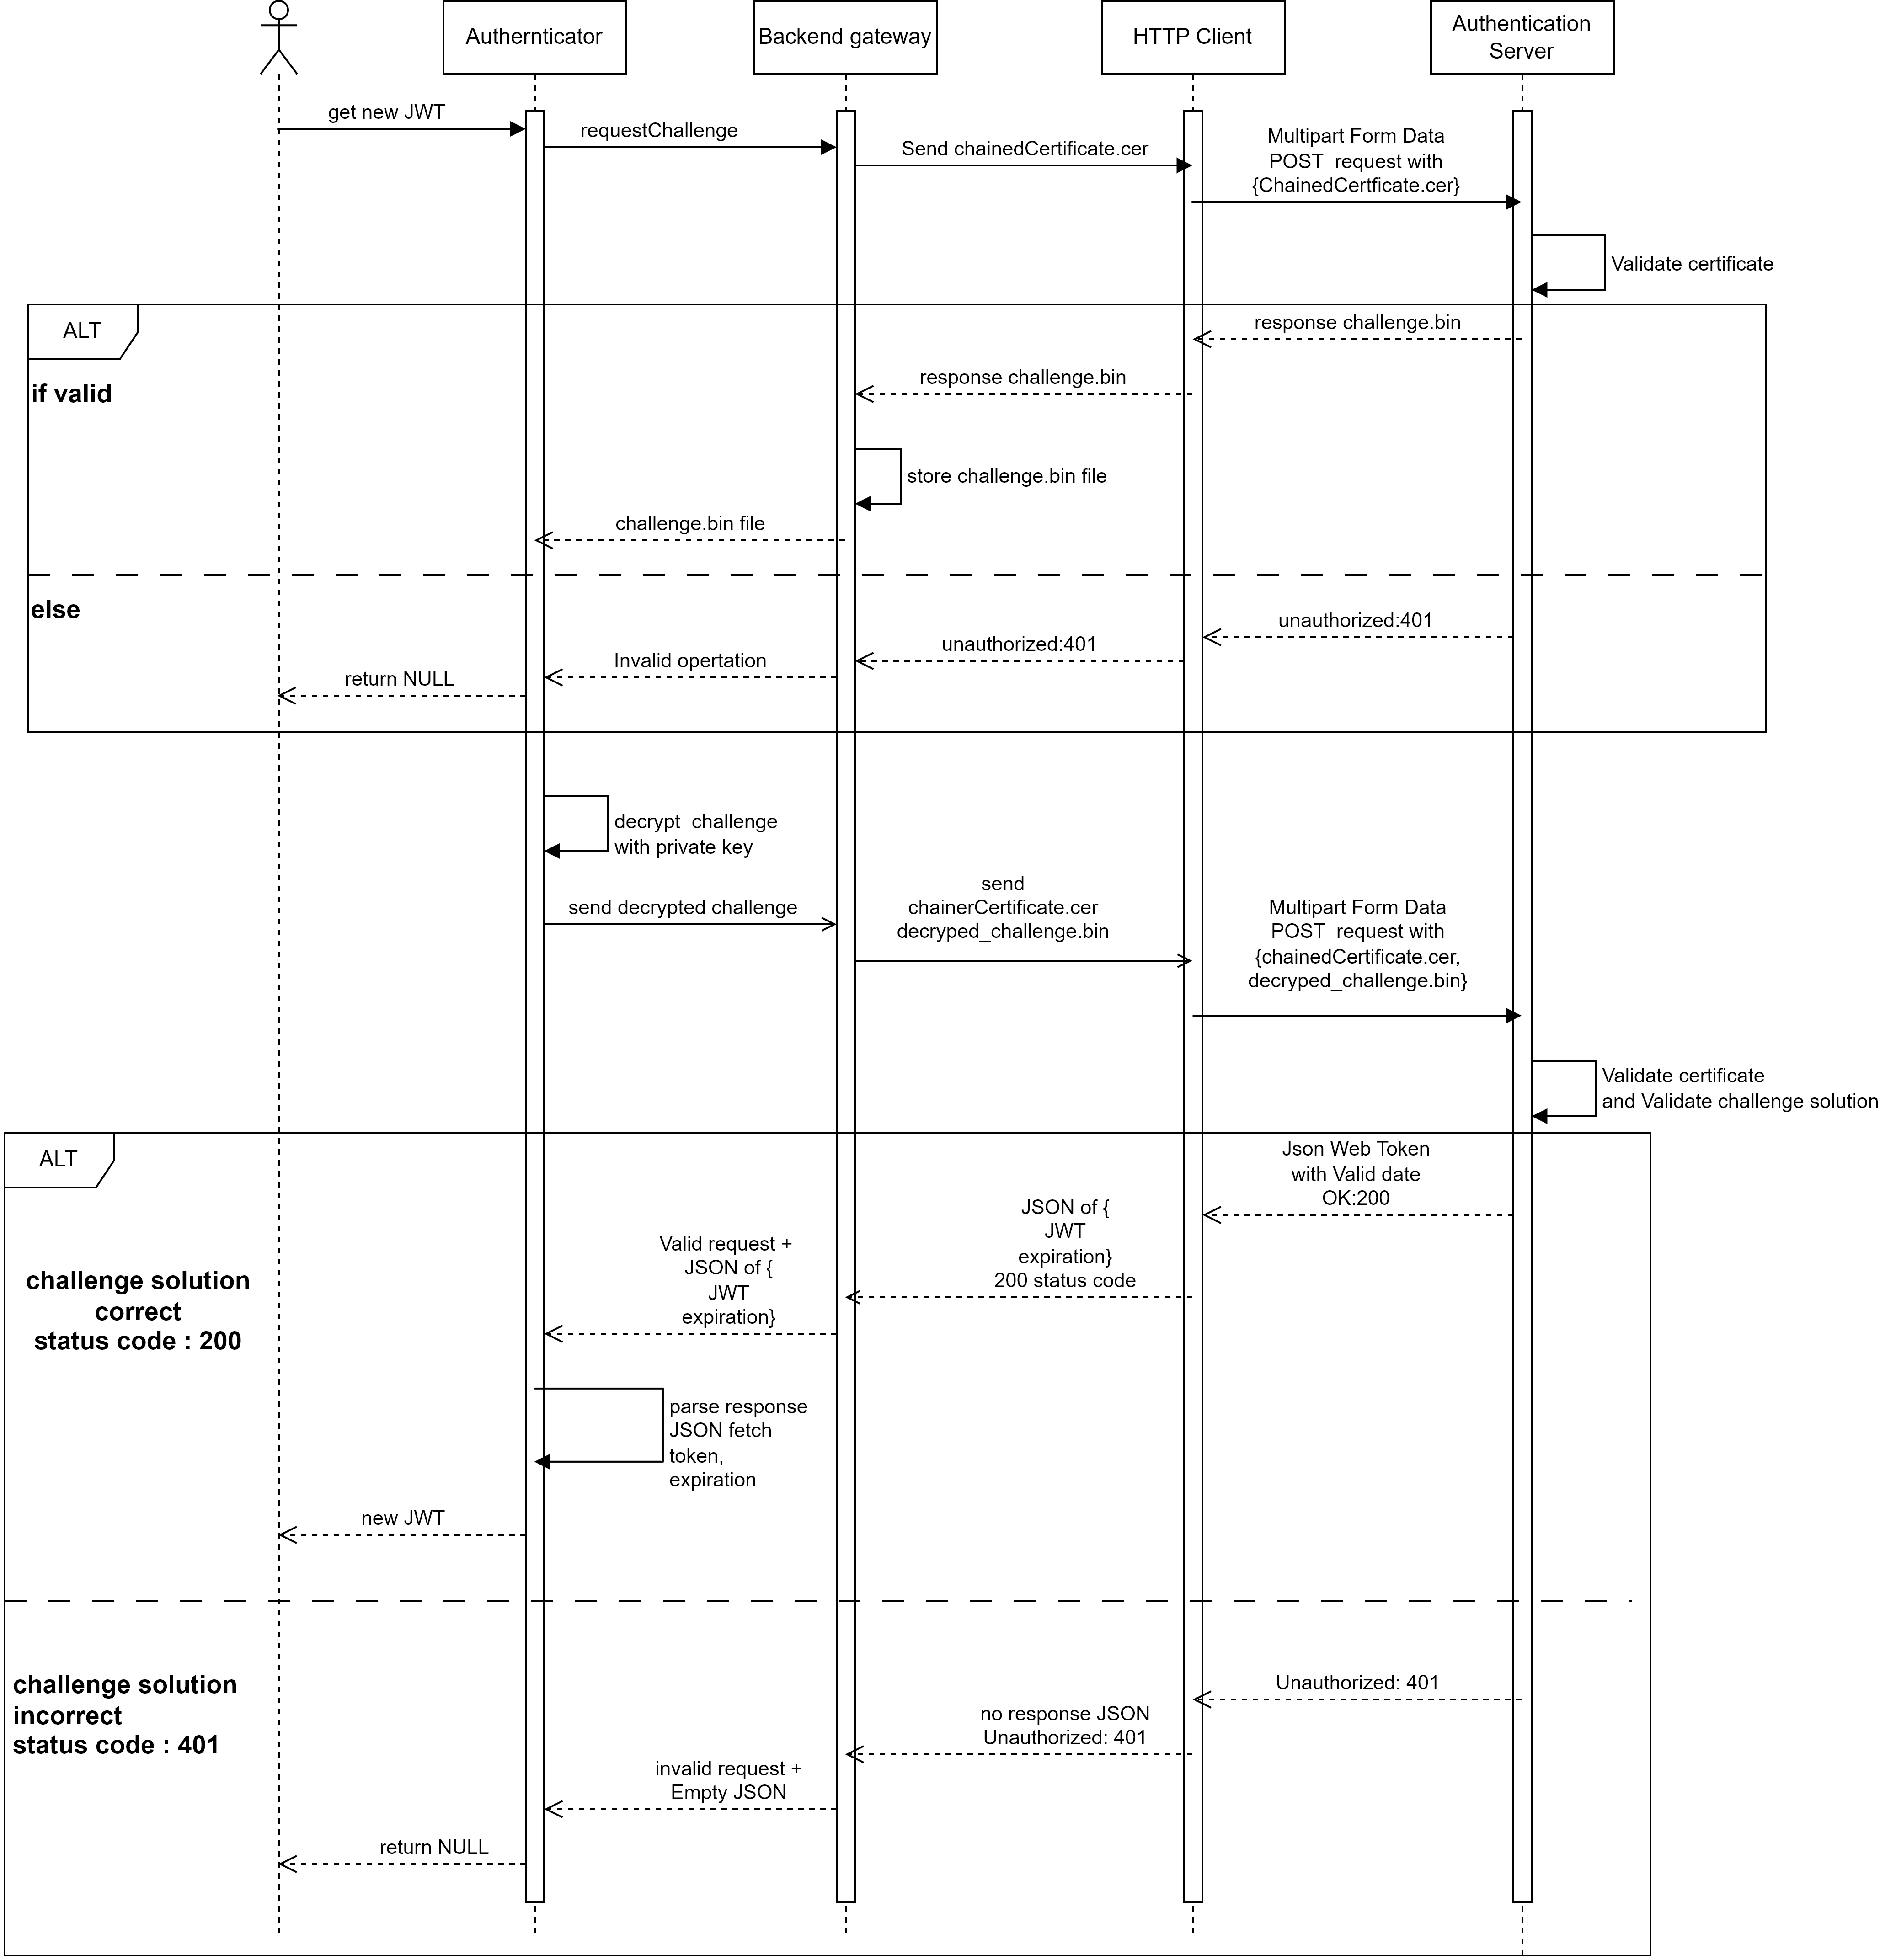 Authernticator
Backend gateway
HTTP Client
Authentication
Server
get new JWT
requestChallenge
Send chainedCertificate.cer
Multipart Form Data
POST  request with
{ChainedCertficate.cer}
Validate certificate
ALT
response challenge.bin
if valid
response challenge.bin
store challenge.bin file
challenge.bin file
else
unauthorized:401
unauthorized:401
Invalid opertation
return NULL
decrypt  challenge
with private key
send decrypted challenge
send
chainerCertificate.cer
decryped_challenge.bin
Multipart Form Data
POST  request with
{chainedCertificate.cer,
decryped_challenge.bin}
Validate certificate
and Validate challenge solution
ALT
Json Web Token
with Valid date
OK:200
JSON of {
JWT
expiration}
200 status code
Valid request +
JSON of {
JWT
expiration}
challenge solution
correct
status code : 200
parse response
JSON fetch
token,
expiration
new JWT
challenge solution
incorrect
status code : 401
Unauthorized: 401
no response JSON
Unauthorized: 401
invalid request +
Empty JSON
return NULL